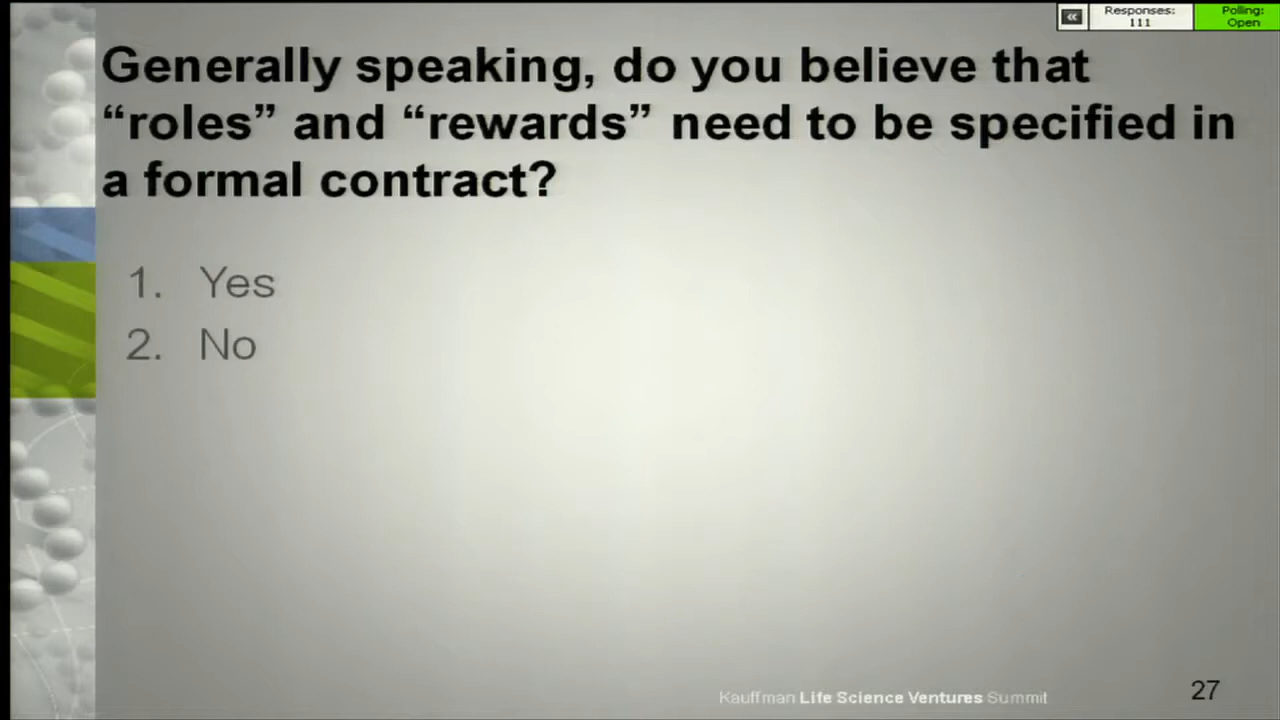 Responses:
111
Polling:
Open
Generally speaking, do you believe that
“roles” and “rewards” need to be specified in
a formal contract?
1. Yes
2. No
Kauffman Life Science Ventures Summit
27